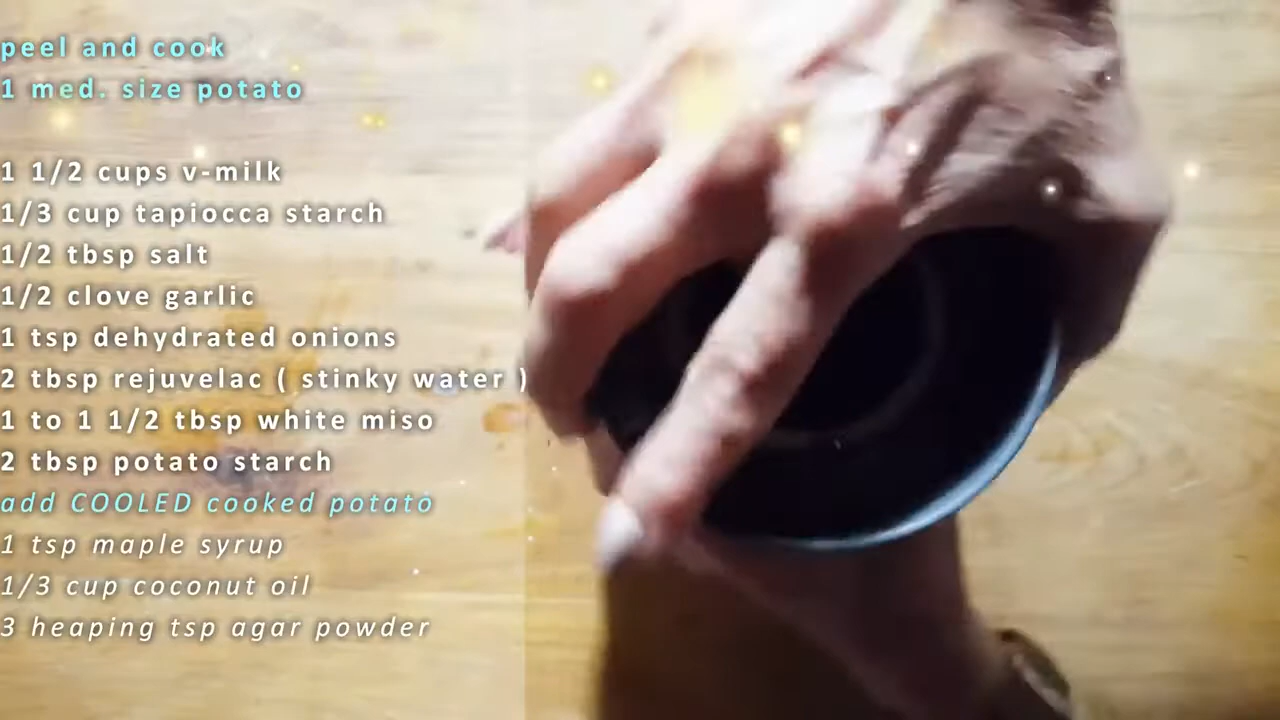 peel and cook
1 med. size potato
1 1/2 cups v-milk
1/3 cup tapiocca starch
1/2 tbsp salt
1/2 clove garlic
1 tsp dehydrated onions
2 tbsp rejuvelac ( stinky water )
1 to 1 1/2 tbsp white miso
2 tbsp potato starch
add COOLED cooked potato
1 tsp maple syrup
1/3 cup coconut oil
3 heaping tsp agar powder